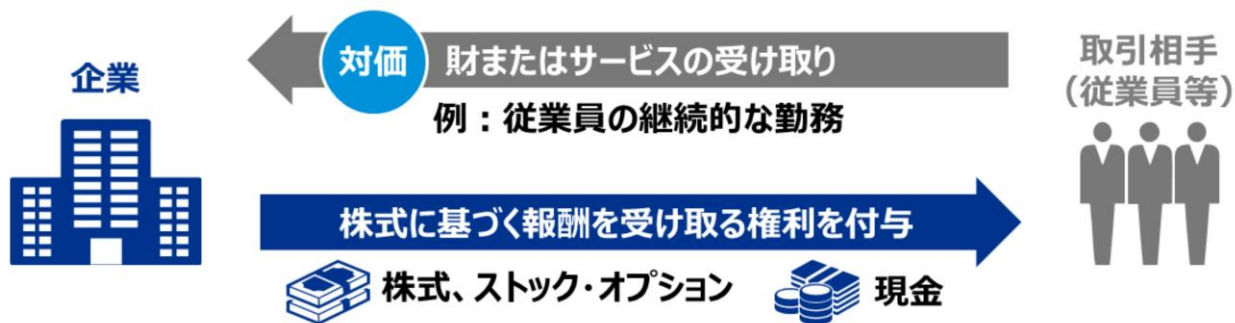 企業
対価 財またはサービスの受け取り
例：従業員の継続的な勤務
取引相手
（従業員等）
株式に基づく報酬を受け取る権利を付与
株式、ストック・オプション
現金